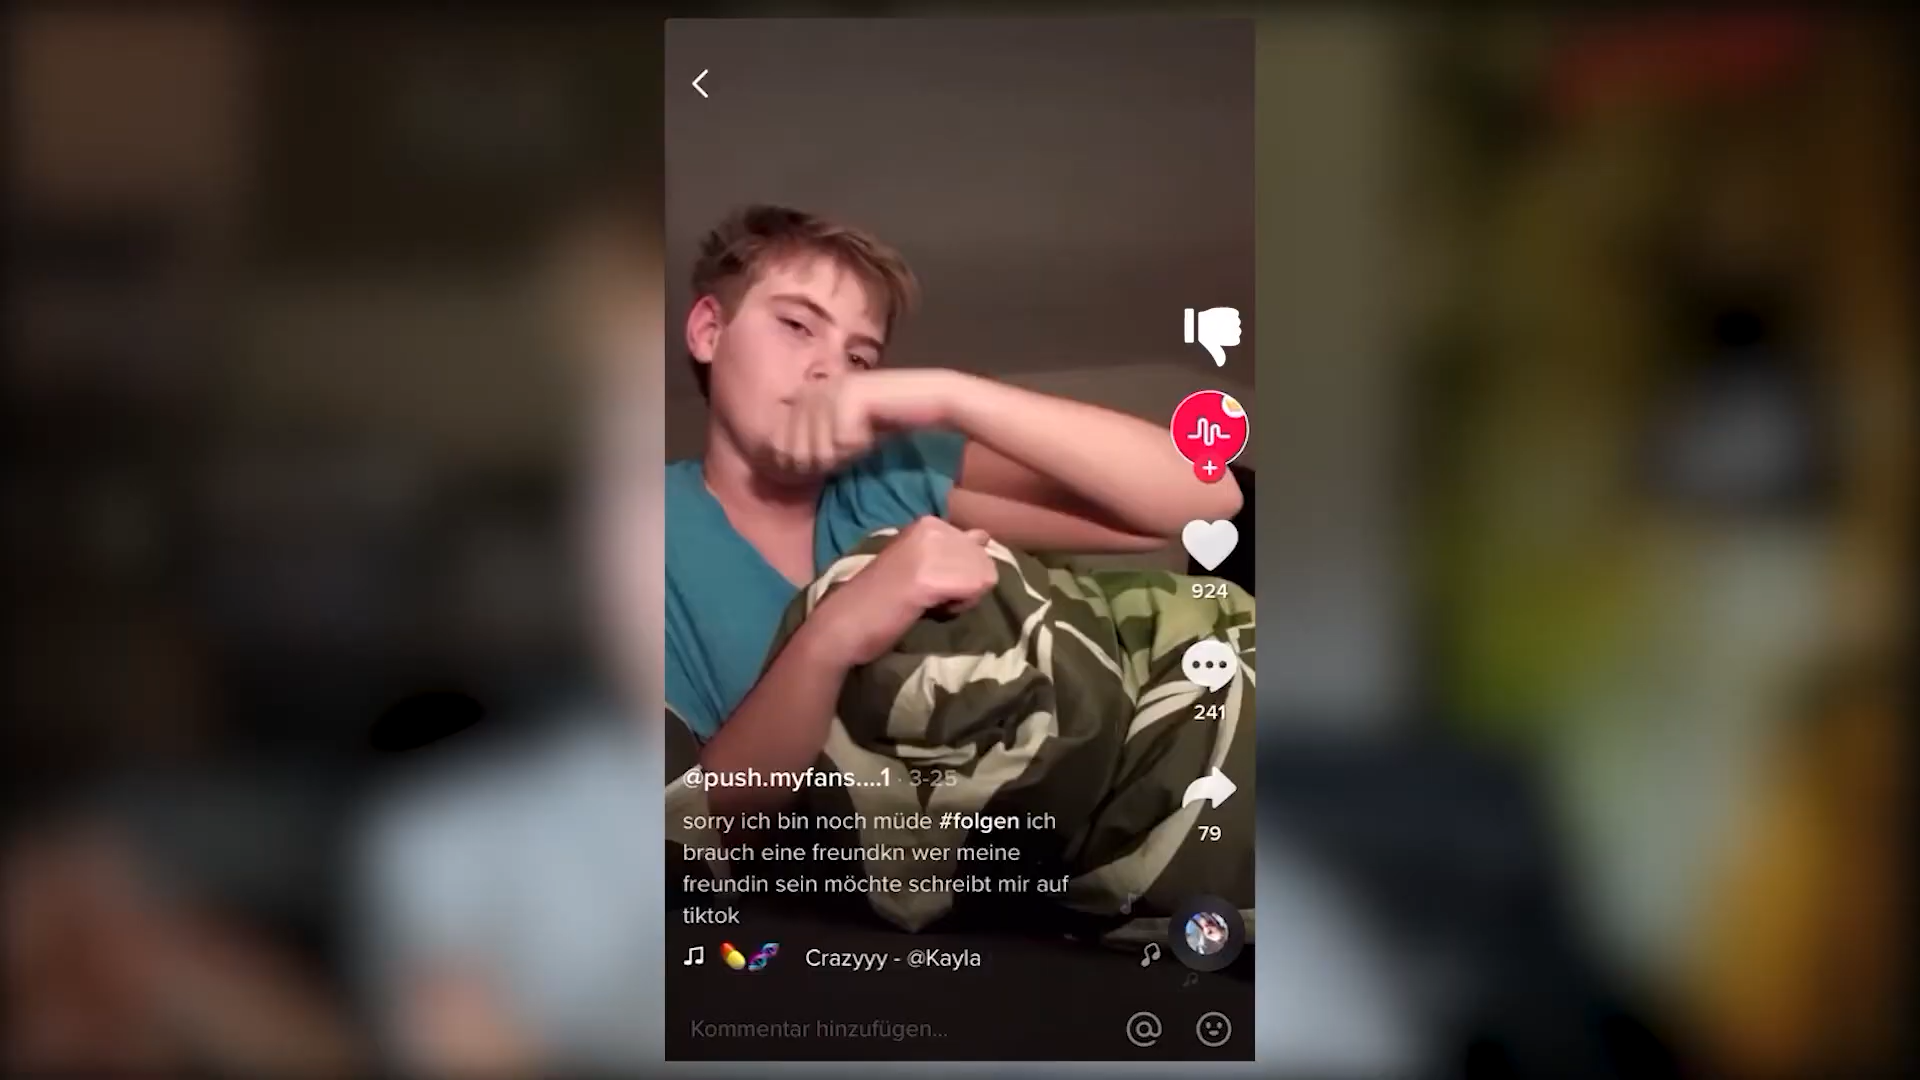 924
241
@push.myfans....1 · 3-25
79
sorry ich bin noch müde #folgen ich
brauch eine freundkn wer meine
freundin sein möchte schreibt mir auf
tiktok
Crazyyy - @Kayla
Kommentar hinzufügen...